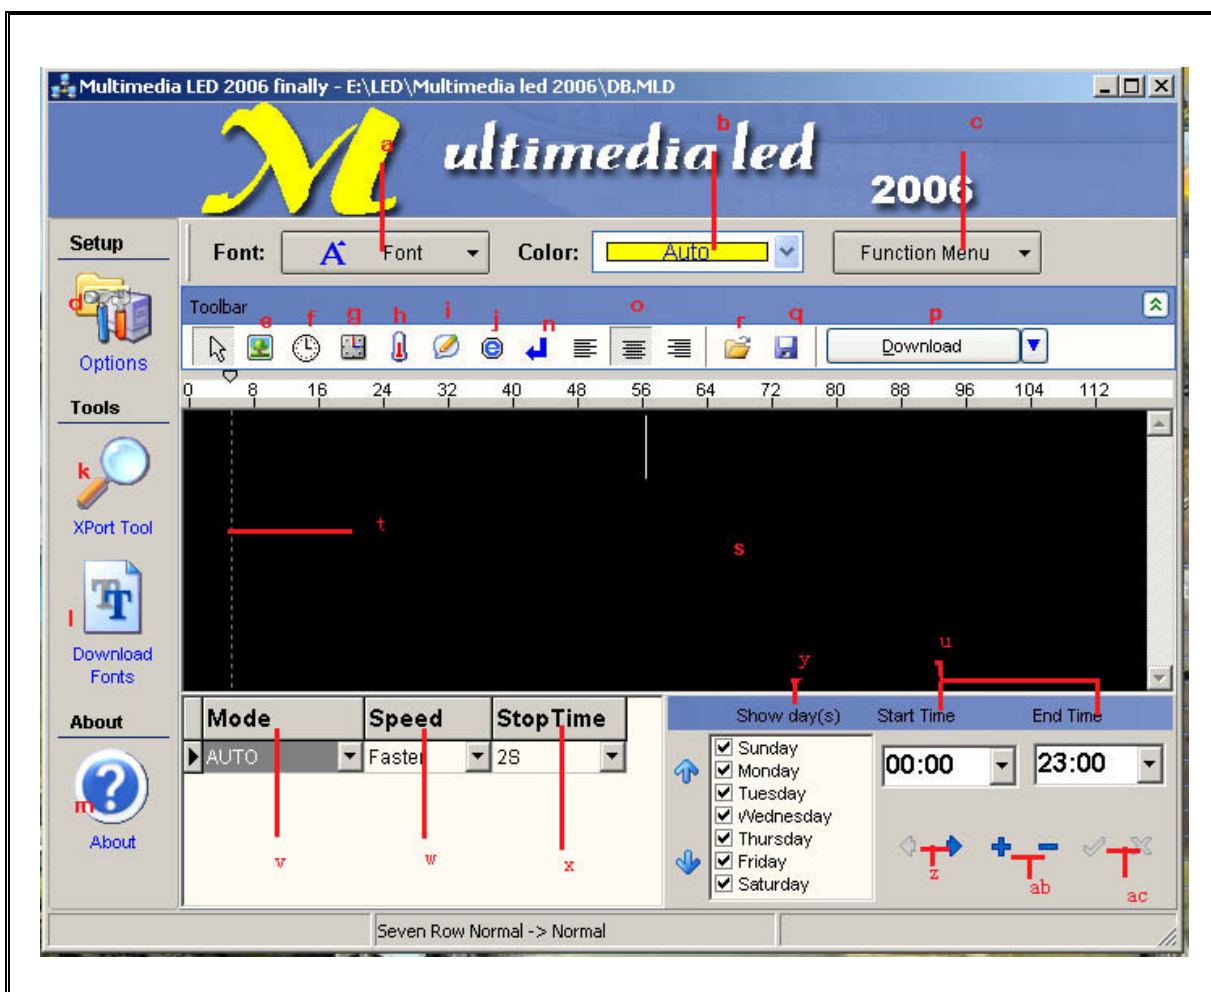 Multimedia LED 2006 finally - E:\LED\Multimedia led 2006\DB.MLD
Multimedia led
2006
a
b
c
Setup
Font:
Font
Color:
Auto
Function Menu
d
Options
Toolbar
e f g h i j n o r q p
Download
0 8 16 24 32 40 48 56 64 72 80 88 96 104 112
Tools
k
XPort Tool
t
s
l
Download
Fonts
u
y
About
m
About
Mode Speed StopTime
AUTO Faster 2S
v w x
Show day(s) Start Time End Time
Sunday
Monday
Tuesday
Wednesday
Thursday
Friday
Saturday
00:00 23:00
z ab ac
Seven Row Normal -> Normal